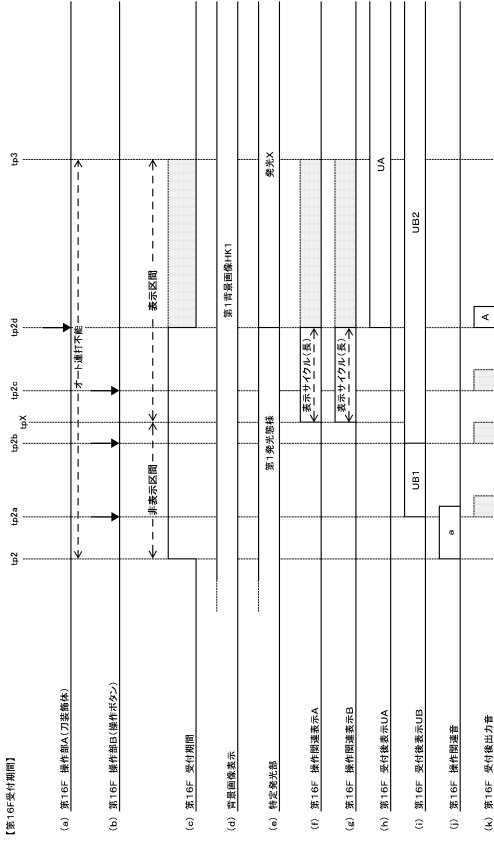 【第16F受付期間】
tp2
tp2a
tp2b
tpX
tp2c
tp2d
tp3
(a) 第16F 操作部A(刀装飾体)
オート連打不能
(b) 第16F 操作部B(操作ボタン)
非表示区間
表示区間
(c) 第16F 受付期間
(d) 背景画像表示
第1背景画像HK1
(e) 特定発光部
第1発光態様
発光X
(f) 第16F 操作関連表示A
表示サイクル(長)
(g) 第16F 操作関連表示B
表示サイクル(長)
(h) 第16F 受付後表示UA
UA
(i) 第16F 受付後表示UB
UB1
UB2
(j) 第16F 操作関連音
a
(k) 第16F 受付後出力音
A